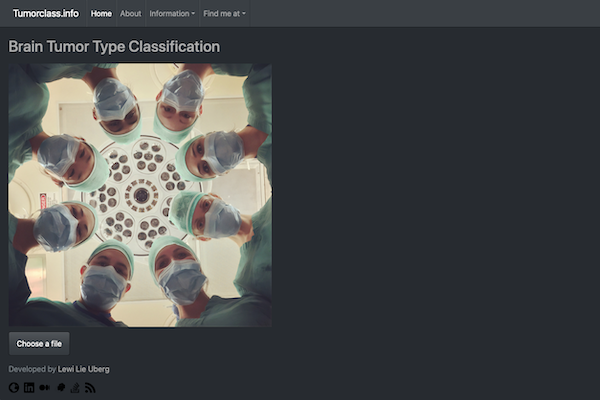 Tumorclass.info Home About Information Find me at
Brain Tumor Type Classification
Choose a file
Developed by Lewi Lie Uberg